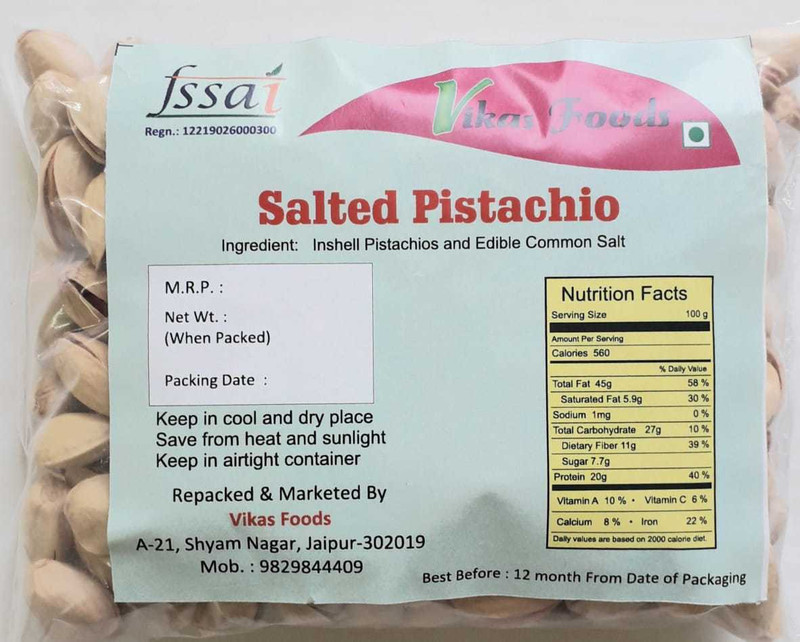 fssai
Regn.: 12219026000300
Vikas Foods
Salted Pistachio
Ingredient: Inshell Pistachios and Edible Common Salt
M.R.P. :
Net Wt. :
(When Packed)
Packing Date :
Keep in cool and dry place
Save from heat and sunlight
Keep in airtight container
Repacked & Marketed By
Vikas Foods
A-21, Shyam Nagar, Jaipur-302019
Mob. : 9829844409
Nutrition Facts
Serving Size 100 g
Amount Per Serving
Calories 560
% Daily Value
Total Fat 45g 58 %
Saturated Fat 5.9g 30 %
Sodium 1mg 0 %
Total Carbohydrate 27g 10 %
Dietary Fiber 11g 39 %
Sugar 7.7g
Protein 20g 40 %
Vitamin A 10 % • Vitamin C 6 %
Calcium 8 % • Iron 22 %
Daily values are based on 2000 calorie diet.
Best Before : 12 month From Date of Packaging